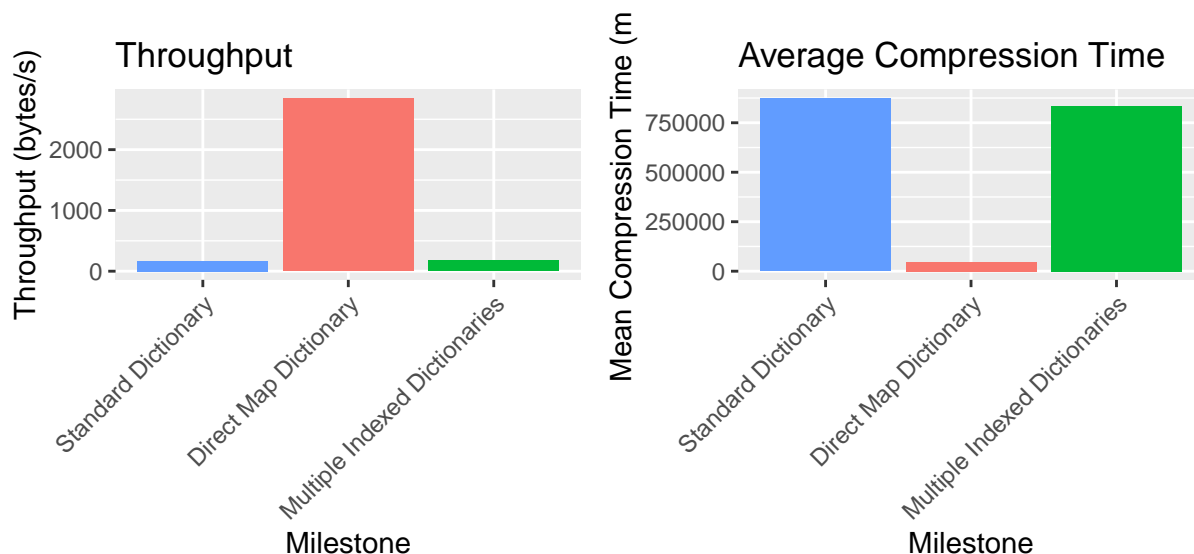 Throughput
Throughput (bytes/s)
2000
1000
0
Standard Dictionary
Direct Map Dictionary
Multiple Indexed Dictionaries
Milestone
Average Compression Time
Mean Compression Time (m
750000
500000
250000
0
Standard Dictionary
Direct Map Dictionary
Multiple Indexed Dictionaries
Milestone